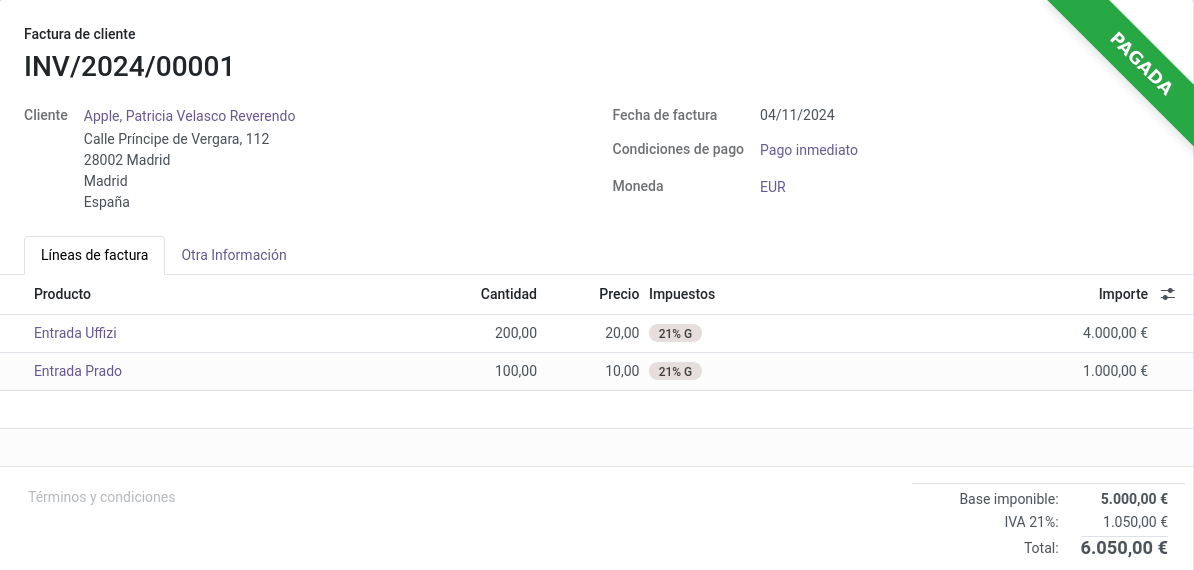 Factura de cliente
INV/2024/00001
PAGADA
Cliente Apple, Patricia Velasco Reverendo
Calle Príncipe de Vergara, 112
28002 Madrid
Madrid
España
Fecha de factura 04/11/2024
Condiciones de pago Pago inmediato
Moneda EUR
Líneas de factura Otra Información
Producto Cantidad Precio Impuestos Importe
Entrada Uffizi 200,00 20,00 21% G 4.000,00 €
Entrada Prado 100,00 10,00 21% G 1.000,00 €
Términos y condiciones
Base imponible: 5.000,00 €
IVA 21%: 1.050,00 €
Total: 6.050,00 €